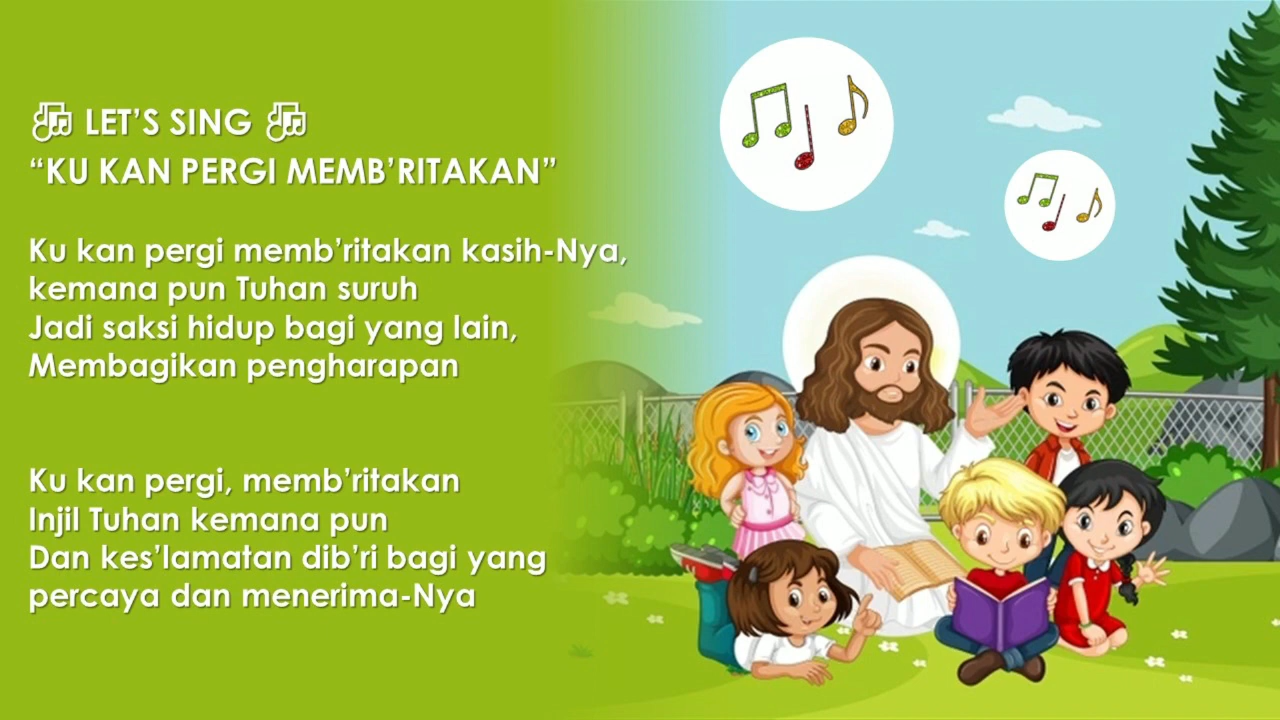 LET’S SING
“KU KAN PERGI MEMB’RITAKAN”
Ku kan pergi memb’ritakan kasih-Nya,
kemana pun Tuhan suruh
Jadi saksi hidup bagi yang lain,
Membagikan pengharapan
Ku kan pergi, memb’ritakan
Injil Tuhan kemana pun
Dan kes’lamatan dib’ri bagi yang
percaya dan menerima-Nya